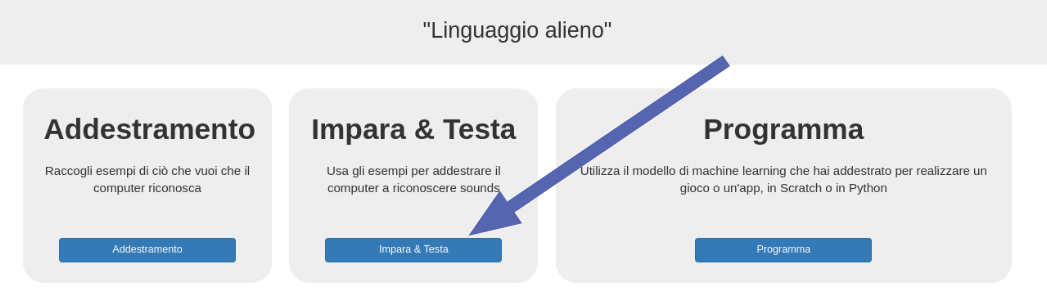 "Linguaggio alieno"
Addestramento
Raccogli esempi di ciò che vuoi che il
computer riconosca
Addestramento
Impara & Testa
Usa gli esempi per addestrare il
computer a riconoscere sounds
Impara & Testa
Programma
Utilizza il modello di machine learning che hai addestrato per realizzare un
gioco o un'app, in Scratch o in Python
Programma